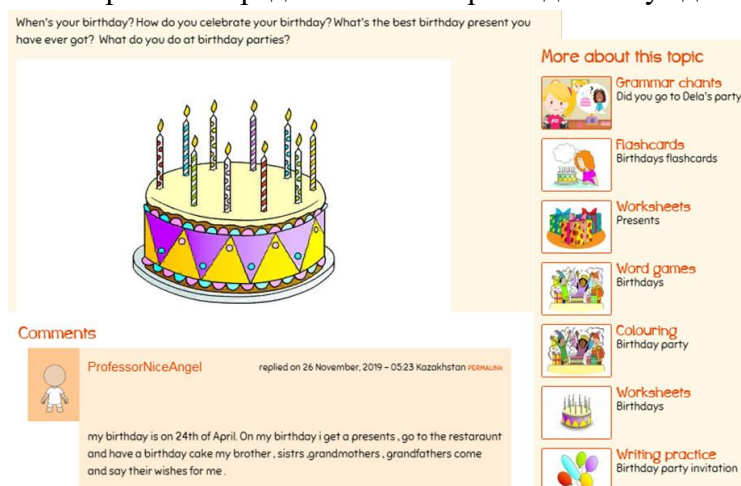 When's your birthday? How do you celebrate your birthday? What's the best birthday present you
have ever got? What do you do at birthday parties?
More about this topic
Grammar chants
Did you go to Dela's party
Flashcards
Birthdays flashcards
Worksheets
Presents
Word games
Birthdays
Colouring
Birthday party
Worksheets
Birthdays
Writing practice
Birthday party invitation
Comments
ProfessorNiceAngel
replied on 26 November, 2019 - 05:23 Kazakhstan PERMALINK
my birthday is on 24th of April. On my birthday i get a presents , go to the restaraunt
and have a birthday cake my brother , sistrs ,grandmothers , grandfathers come
and say their wishes for me .